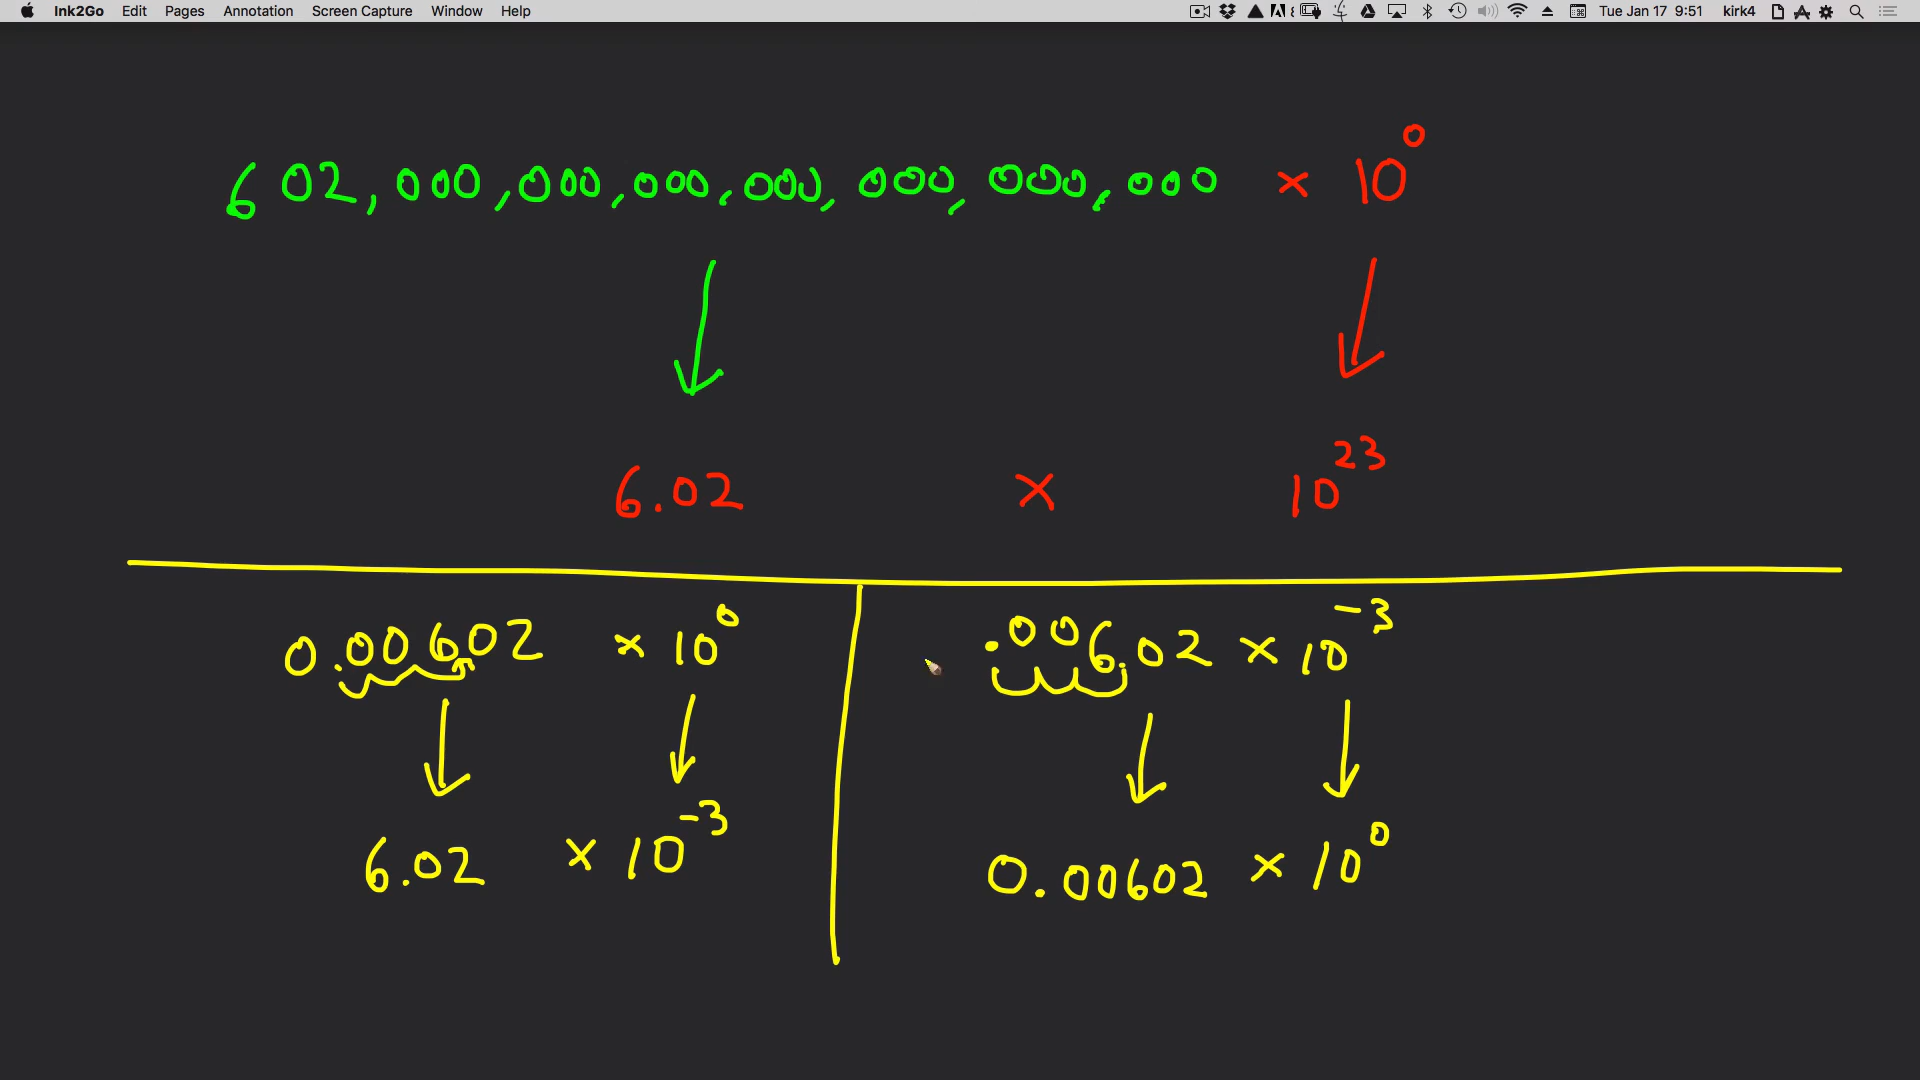 Ink2Go Edit Pages Annotation Screen Capture Window Help Tue Jan 17 9:51 kirk4
602,000,000,000,000,000,000,000 × 10⁰
6.02 × 10²³
0.00602 × 10⁰
6.02 × 10⁻³
.006.02 × 10⁻³
0.00602 × 10⁰